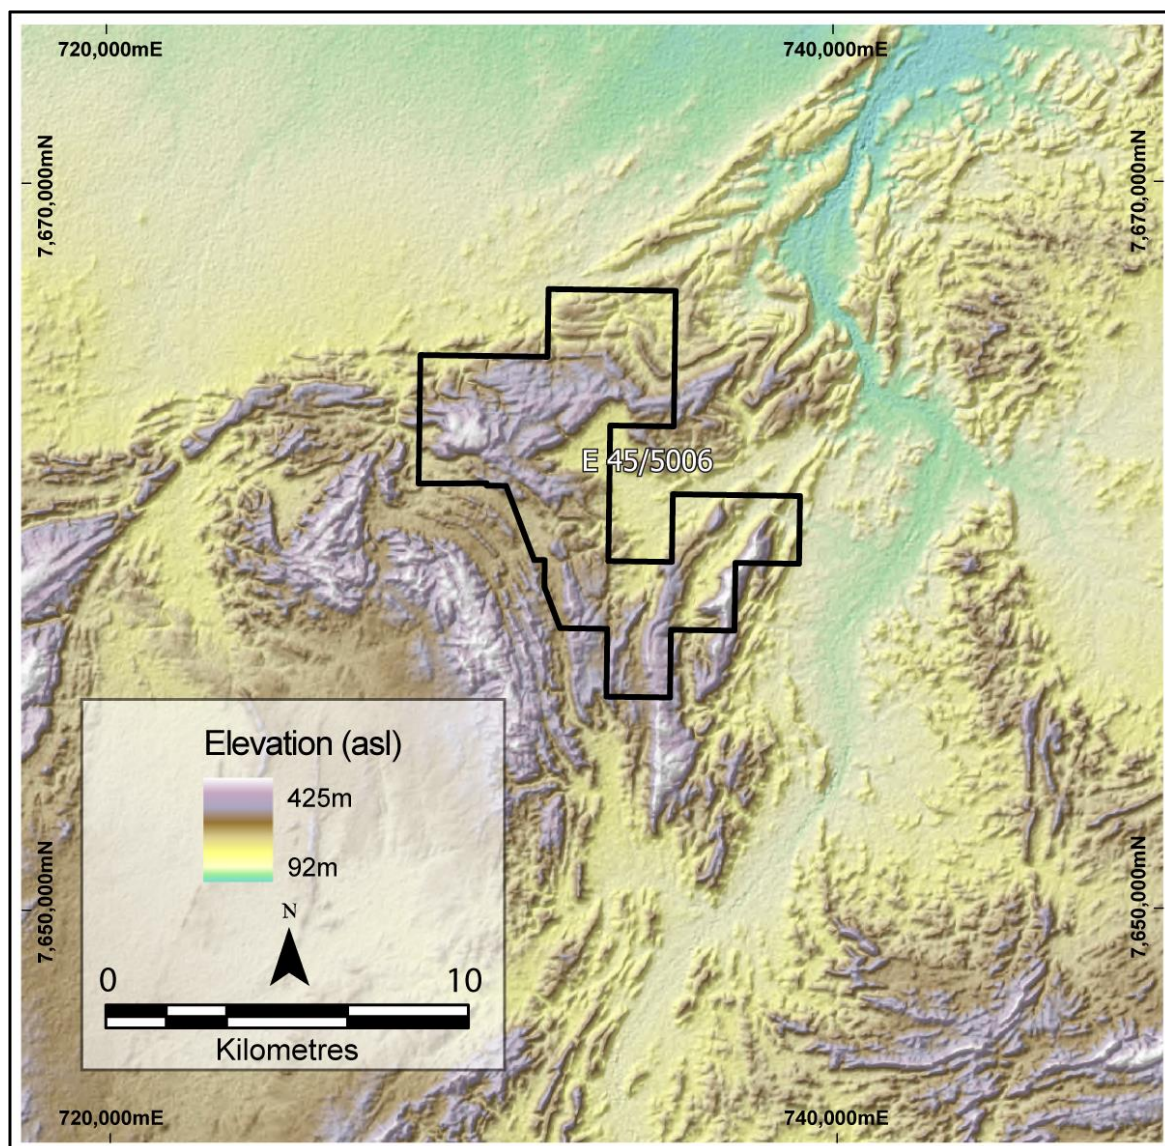 720,000mE
740,000mE
7,670,000mN
7,670,000mN
E 45/5006
Elevation (asl)
425m
92m
N
0
10
Kilometres
7,650,000mN
7,650,000mN
720,000mE
740,000mE